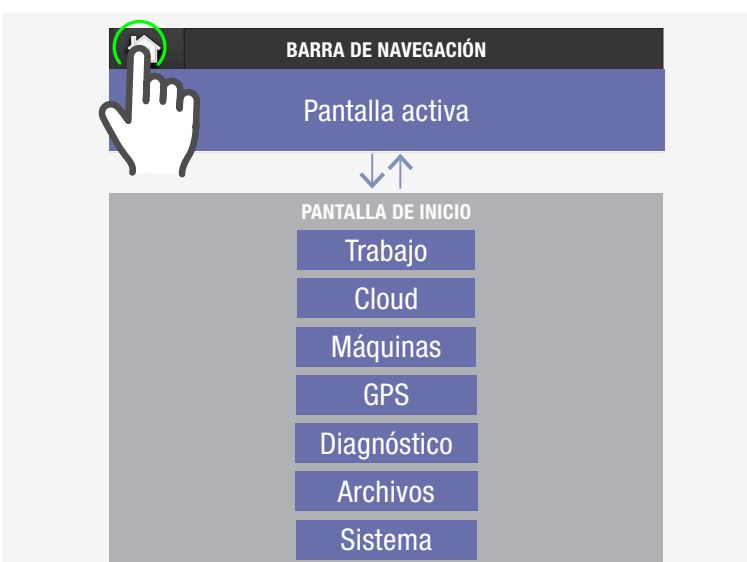 BARRA DE NAVEGACIÓN
Pantalla activa
PANTALLA DE INICIO
Trabajo
Cloud
Máquinas
GPS
Diagnóstico
Archivos
Sistema